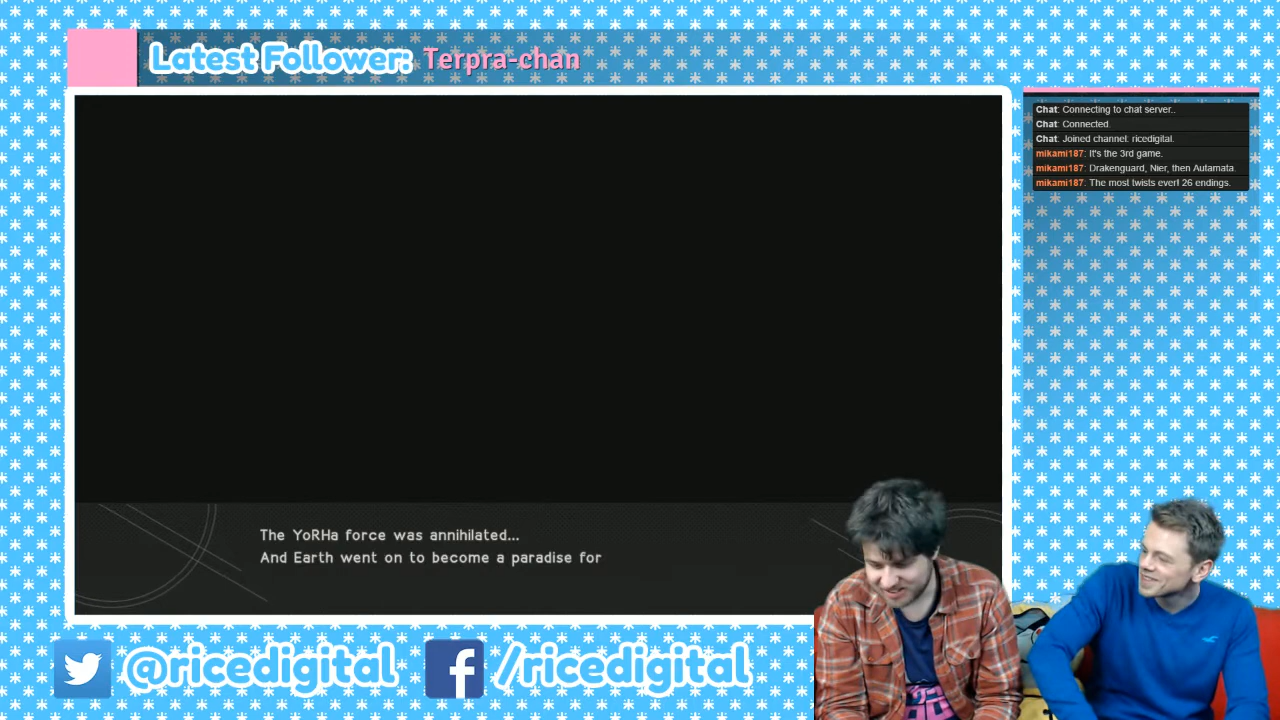 Latest Follower: Terpra-chan
Chat: Connecting to chat server..
Chat: Connected.
Chat: Joined channel: ricedigital.
mikami187: It's the 3rd game.
mikami187: Drakenguard, Nier, then Autamata.
mikami187: The most twists ever! 26 endings.
The YoRHa force was annihilated...
And Earth went on to become a paradise for
@ricedigital
/ricedigital